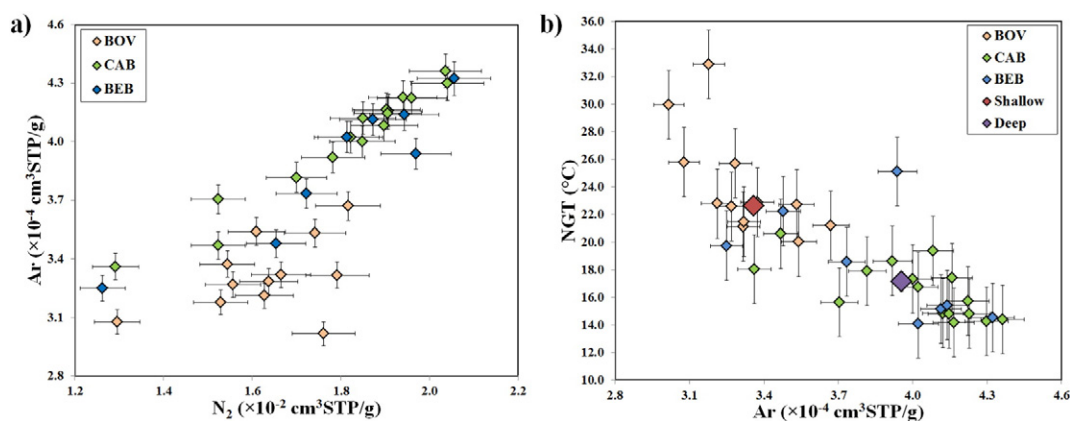 a)
BOV
CAB
BEB
4.6
4.3
4.0
3.7
3.4
3.1
2.8
1.2 1.4 1.6 1.8 2.0 2.2
Ar (×10⁻⁴ cm³STP/g)
N₂ (×10⁻² cm³STP/g)
b)
BOV
CAB
BEB
Shallow
Deep
36.0
34.0
32.0
30.0
28.0
26.0
24.0
22.0
20.0
18.0
16.0
14.0
12.0
10.0
2.8 3.1 3.4 3.7 4.0 4.3 4.6
NGT (°C)
Ar (×10⁻⁴ cm³STP/g)